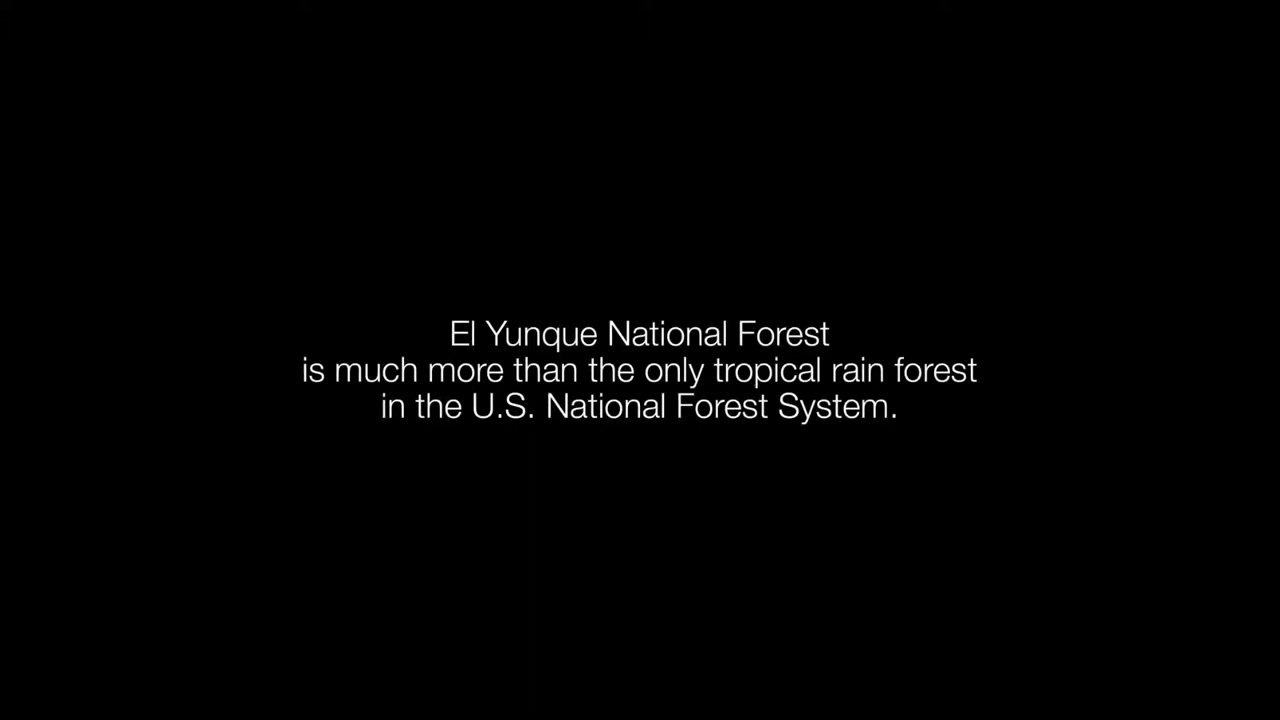 El Yunque National Forest
is much more than the only tropical rain forest
in the U.S. National Forest System.